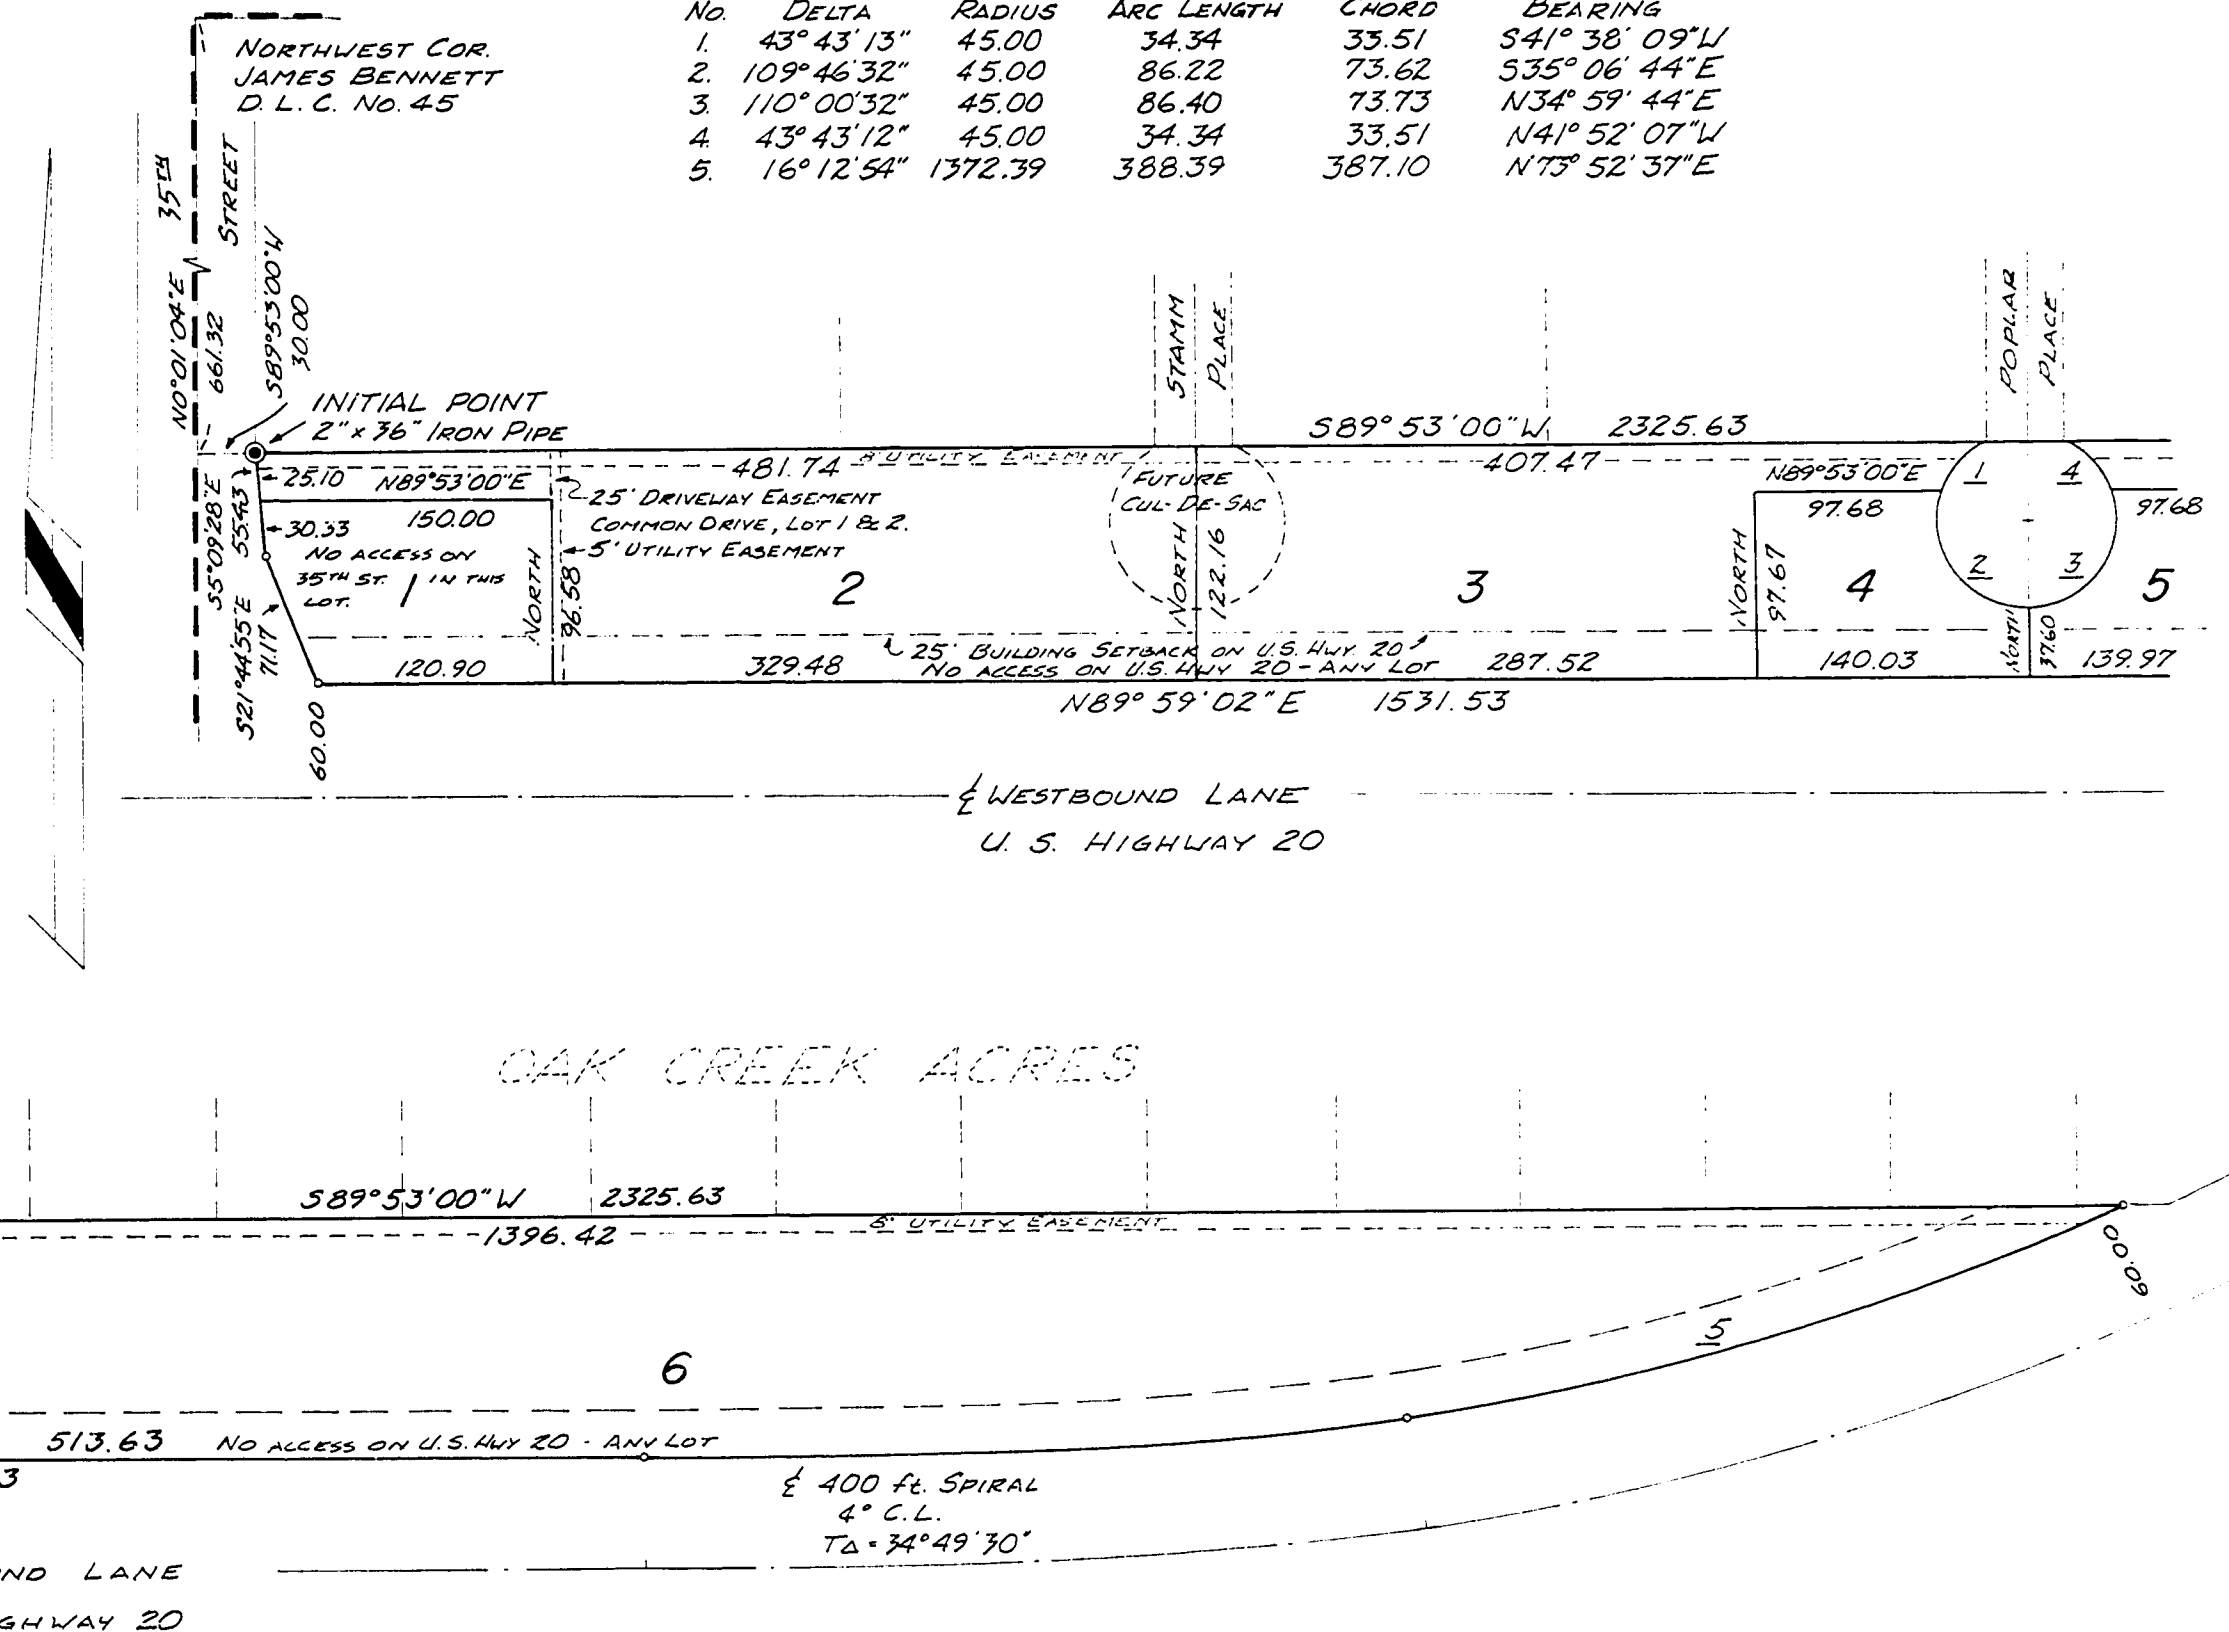 No. DELTA RADIUS ARC LENGTH CHORD BEARING
1. 43°43'13" 45.00 34.34 33.51 S41°38'09"W
2. 109°46'32" 45.00 86.22 73.62 S35°06'44"E
3. 110°00'32" 45.00 86.40 73.73 N34°59'44"E
4. 43°43'12" 45.00 34.34 33.51 N41°52'07"W
5. 16°12'54" 1372.39 388.39 387.10 N73°52'37"E
NORTHWEST COR.
JAMES BENNETT
D. L. C. No. 45
35TH
STREET
N0°01'04"E
661.32
S89°53'00"W
30.00
INITIAL POINT
2" x 36" IRON PIPE
STAMM
PLACE
POPLAR
PLACE
S89°53'00"W 2325.63
481.74
8' UTILITY EASEMENT
407.47
25.10 N89°53'00"E
150.00
25' DRIVEWAY EASEMENT
COMMON DRIVE, LOT 1 & 2.
5' UTILITY EASEMENT
FUTURE
CUL-DE-SAC
N89°53'00"E
97.68
97.68
1
4
2
3
S5°09'28"E 55.43
30.33
NO ACCESS ON
35TH ST. 1 IN THIS
LOT.
S21°44'55"E
71.17
NORTH
96.58
2
NORTH
122.16
3
NORTH
97.67
4
5
NORTH
37.60
25' BUILDING SETBACK ON U.S. HWY. 20
NO ACCESS ON U.S. HWY 20 - ANY LOT
120.90
329.48
287.52
140.03
139.97
N89°59'02"E 1531.53
60.00
℄ WESTBOUND LANE
U. S. HIGHWAY 20
OAK CREEK ACRES
S89°53'00"W 2325.63
1396.42
8' UTILITY EASEMENT
60.00
5
6
513.63 NO ACCESS ON U.S. HWY 20 - ANY LOT
3
℄ 400 ft. SPIRAL
4° C.L.
TΔ = 34°49'30"
ND LANE
GHWAY 20